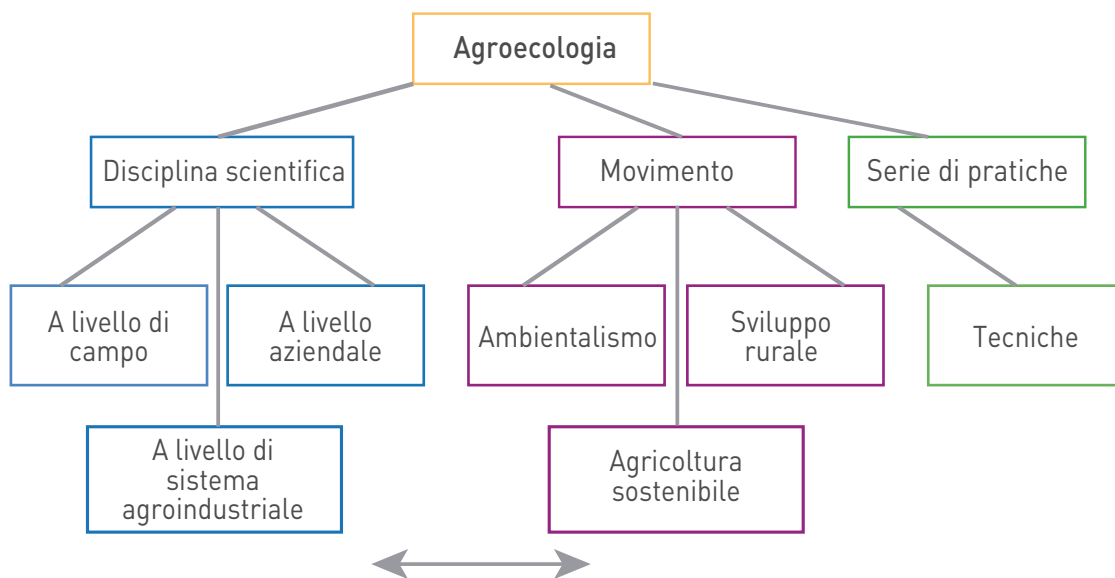 Agroecologia
Disciplina scientifica
Movimento
Serie di pratiche
A livello di
campo
A livello
aziendale
Ambientalismo
Sviluppo
rurale
Tecniche
A livello di
sistema
agroindustriale
Agricoltura
sostenibile